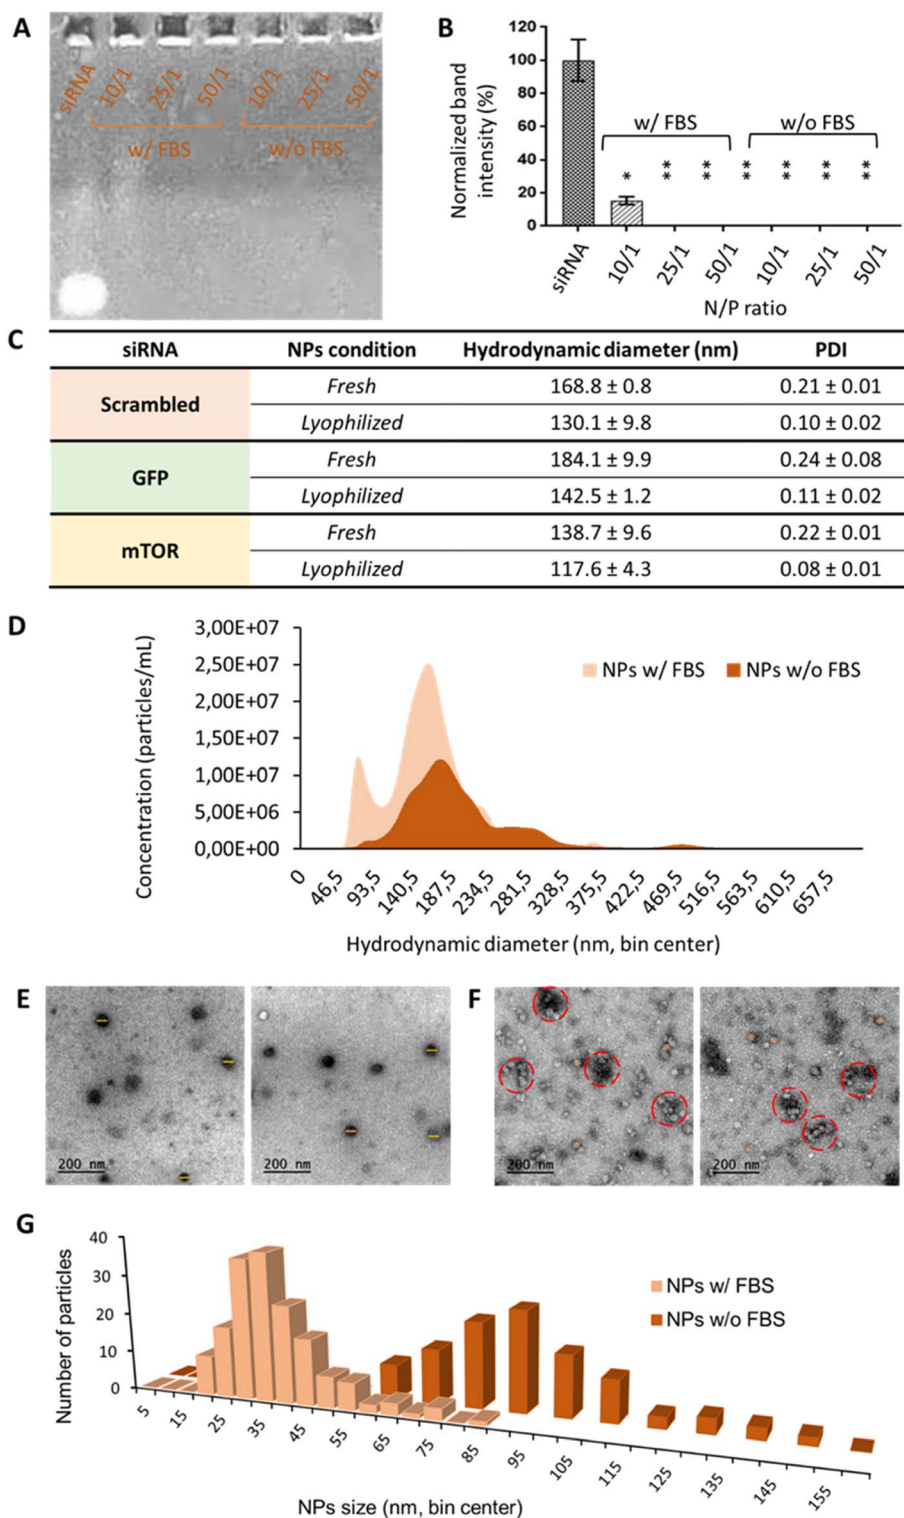 A
siRNA 10/1 25/1 50/1 10/1 25/1 50/1
w/ FBS w/o FBS
B
Normalized band intensity (%)
120
100
80
60
40
20
0
w/ FBS w/o FBS
* ** ** ** ** ** **
siRNA 10/1 25/1 50/1 10/1 25/1 50/1
N/P ratio
C
siRNA NPs condition Hydrodynamic diameter (nm) PDI
Scrambled Fresh 168.8 ± 0.8 0.21 ± 0.01
Lyophilized 130.1 ± 9.8 0.10 ± 0.02
GFP Fresh 184.1 ± 9.9 0.24 ± 0.08
Lyophilized 142.5 ± 1.2 0.11 ± 0.02
mTOR Fresh 138.7 ± 9.6 0.22 ± 0.01
Lyophilized 117.6 ± 4.3 0.08 ± 0.01
D
Concentration (particles/mL)
3,00E+07
2,50E+07
2,00E+07
1,50E+07
1,00E+07
5,00E+06
0,00E+00
NPs w/ FBS NPs w/o FBS
0 46,5 93,5 140,5 187,5 234,5 281,5 328,5 375,5 422,5 469,5 516,5 563,5 610,5 657,5
Hydrodynamic diameter (nm, bin center)
E
200 nm
200 nm
F
200 nm
200 nm
G
Number of particles
40
30
20
10
0
NPs w/ FBS
NPs w/o FBS
5 15 25 35 45 55 65 75 85 95 105 115 125 135 145 155
NPs size (nm, bin center)